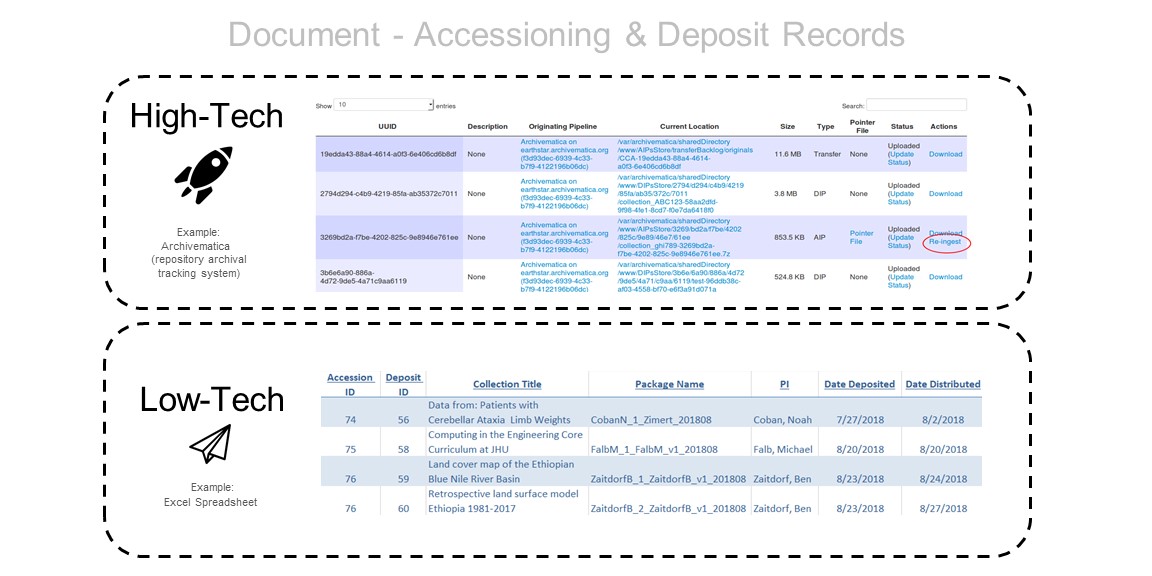 Document - Accessioning & Deposit Records
High-Tech
Example:
Archivematica
(repository archival
tracking system)
Show 10 entries
Search:
UUID Description Originating Pipeline Current Location Size Type Pointer File Status Actions
19edda43-88a4-4614-a0f3-6e406cd6b8df None
Archivematica on
earthstar.archivematica.org
(f3d93dec-6939-4c33-
b7f9-4122196b06dc)
/var/archivematica/sharedDirectory
/www/AIPsStore/transferBacklog/originals
/CCA-19edda43-88a4-4614-
a0f3-6e406cd6b8df
11.6 MB Transfer None
Uploaded
(Update
Status)
Download
2794d294-c4b9-4219-85fa-ab35372c7011 None
Archivematica on
earthstar.archivematica.org
(f3d93dec-6939-4c33-
b7f9-4122196b06dc)
/var/archivematica/sharedDirectory
/www/DIPsStore/2794/d294/c4b9/4219
/85fa/ab35/372c/7011
/collection_ABC123-58aa2dfd-
9f98-4fe1-8cd7-f0e7da6418f0
3.8 MB DIP None
Uploaded
(Update
Status)
Download
3269bd2a-f7be-4202-825c-9e8946e761ee None
Archivematica on
earthstar.archivematica.org
(f3d93dec-6939-4c33-
b7f9-4122196b06dc)
/var/archivematica/sharedDirectory
/www/AIPsStore/3269/bd2a/f7be/4202
/825c/9e89/46e7/61ee
/collection_ghi789-3269bd2a-
f7be-4202-825c-9e8946e761ee.7z
853.5 KB AIP
Pointer
File
Uploaded
(Update
Status)
Download
Re-ingest
3b6e6a90-886a-
4d72-9de5-4a71c9aa6119
None
Archivematica on
earthstar.archivematica.org
(f3d93dec-6939-4c33-
b7f9-4122196b06dc)
/var/archivematica/sharedDirectory
/www/DIPsStore/3b6e/6a90/886a/4d72
/9de5/4a71/c9aa/6119/test-96ddb38c-
af03-4558-bf70-e6f3a91d071a
524.8 KB DIP None
Uploaded
(Update
Status)
Download
Low-Tech
Example:
Excel Spreadsheet
Accession ID Deposit ID Collection Title Package Name PI Date Deposited Date Distributed
Data from: Patients with
74 56 Cerebellar Ataxia Limb Weights CobanN_1_Zimert_201808 Coban, Noah 7/27/2018 8/2/2018
Computing in the Engineering Core
75 58 Curriculum at JHU FalbM_1_FalbM_v1_201808 Falb, Michael 8/20/2018 8/20/2018
Land cover map of the Ethiopian
76 59 Blue Nile River Basin ZaitdorfB_1_ZaitdorfB_v1_201808 Zaitdorf, Ben 8/23/2018 8/24/2018
Retrospective land surface model
76 60 Ethiopia 1981-2017 ZaitdorfB_2_ZaitdorfB_v1_201808 Zaitdorf, Ben 8/23/2018 8/27/2018